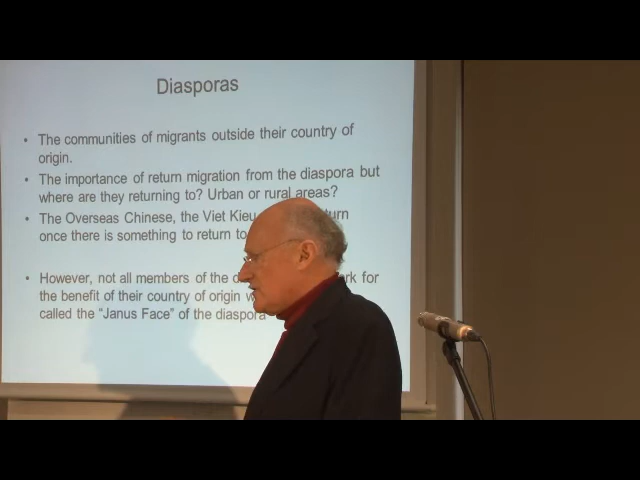 Diasporas
• The communities of migrants outside their country of
origin.
• The importance of return migration from the diaspora but
where are they returning to? Urban or rural areas?
• The Overseas Chinese, the Viet Kieu
once there is something to return to
• However, not all members of the for
the benefit of their country of origin
called the "Janus Face" of the diaspora